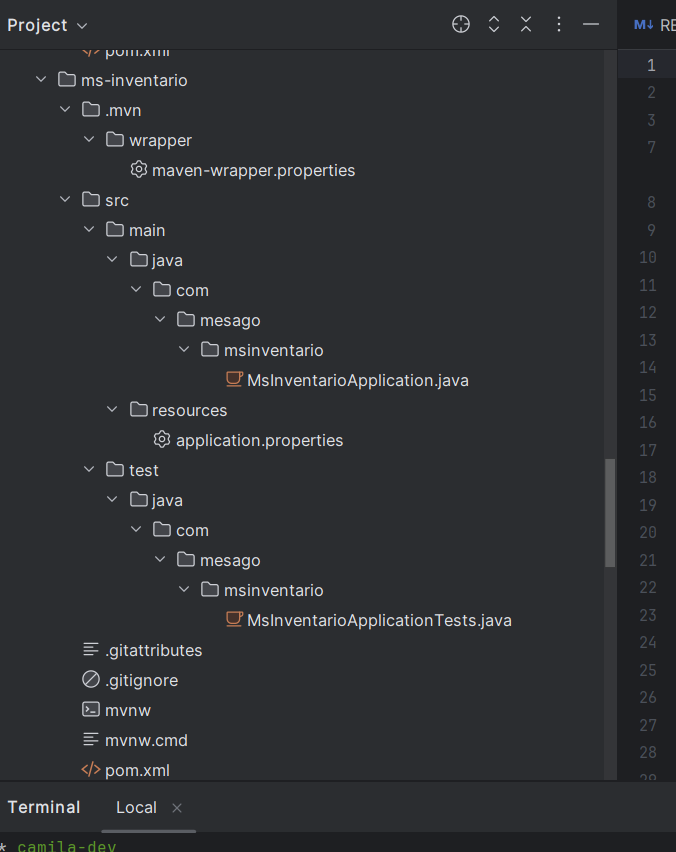 Project
M↓ RE
pom.xml
ms-inventario
.mvn
wrapper
maven-wrapper.properties
src
main
java
com
mesago
msinventario
MsInventarioApplication.java
resources
application.properties
test
java
com
mesago
msinventario
MsInventarioApplicationTests.java
.gitattributes
.gitignore
mvnw
mvnw.cmd
pom.xml
1
2
3
7
8
9
10
11
12
13
14
15
16
17
18
19
20
21
22
23
24
25
26
27
28
29
Terminal Local ×
* camila-dev